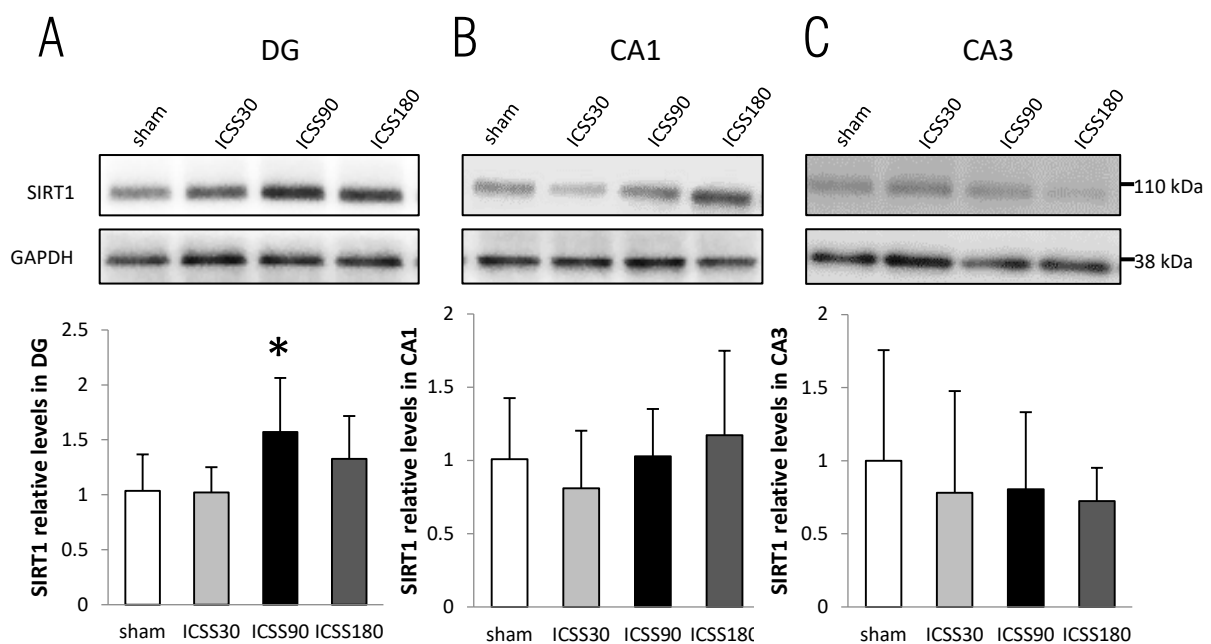 A
DG
B
CA1
C
CA3
sham
ICSS30
ICSS90
ICSS180
sham
ICSS30
ICSS90
ICSS180
sham
ICSS30
ICSS90
ICSS180
SIRT1
110 kDa
GAPDH
38 kDa
SIRT1 relative levels in DG
2.5
2
1.5
1
0.5
0
*
sham
ICSS30
ICSS90
ICSS180
SIRT1 relative levels in CA1
2
1.5
1
0.5
0
sham
ICSS30
ICSS90
ICSS180
SIRT1 relative levels in CA3
2
1.5
1
0.5
0
sham
ICSS30
ICSS90
ICSS180